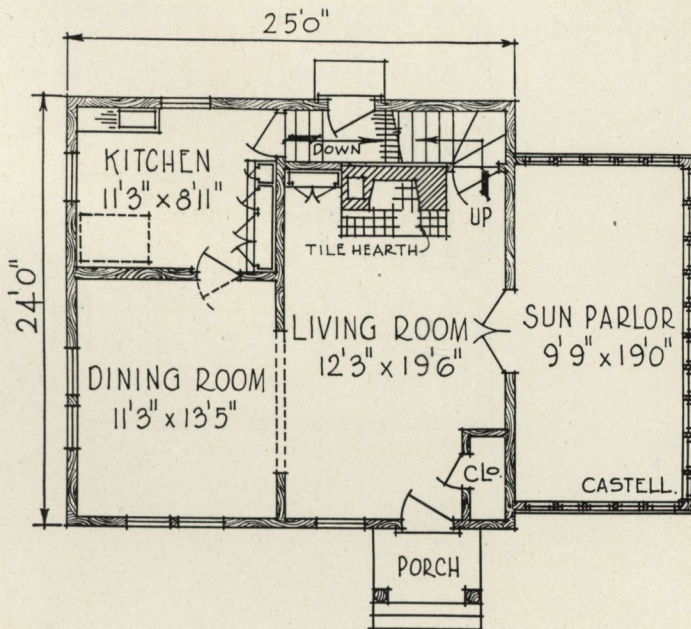 25'0"
DOWN
KITCHEN
11'3" x 8'11"
UP
TILE HEARTH
24'0"
LIVING ROOM
12'3" x 19'6"
SUN PARLOR
9'9" x 19'0"
DINING ROOM
11'3" x 13'5"
CLO.
CASTELL.
PORCH